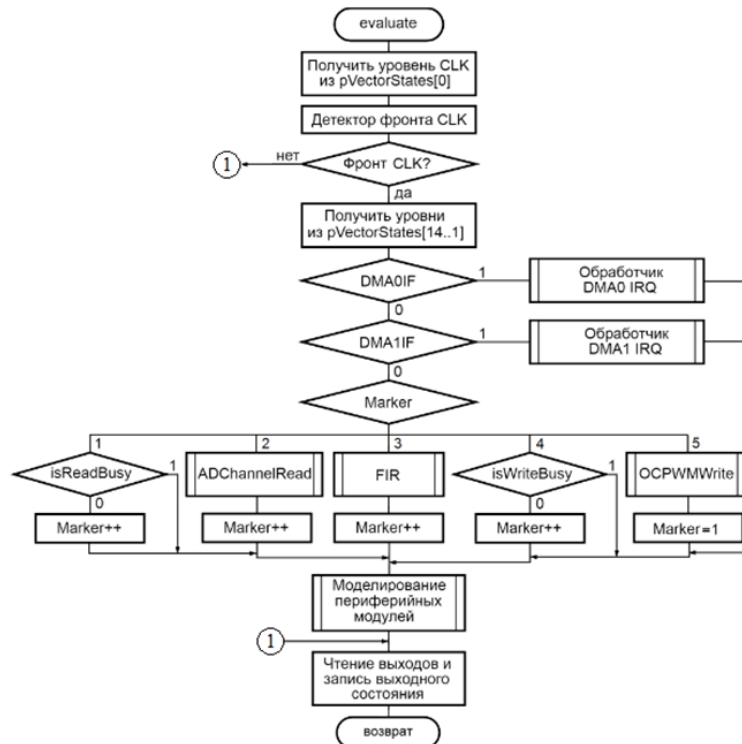 evaluate
Получить уровень CLK
из pVectorStates[0]
Детектор фронта CLK
1
нет
Фронт CLK?
да
Получить уровни
из pVectorStates[14..1]
DMA0IF
1
Обработчик
DMA0 IRQ
0
DMA1IF
1
Обработчик
DMA1 IRQ
0
Marker
1
2
3
4
5
isReadBusy
1
ADChannelRead
FIR
isWriteBusy
1
OCPWMWrite
0
0
Marker++
Marker++
Marker++
Marker++
Marker=1
Моделирование
периферийных
модулей
1
Чтение выходов и
запись выходного
состояния
возврат